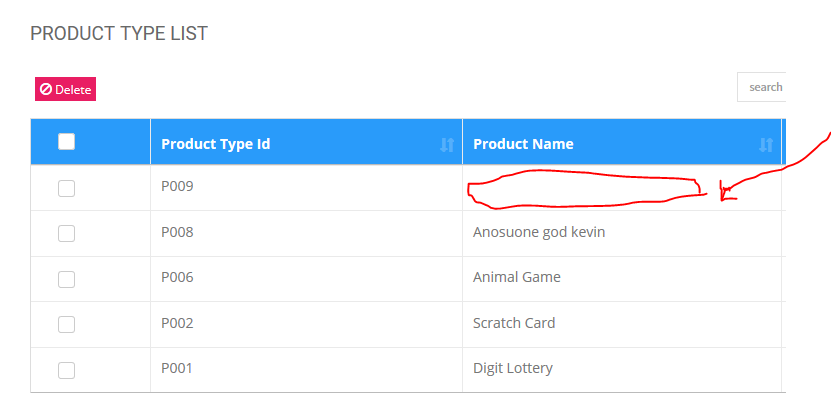 PRODUCT TYPE LIST
Delete
search
Product Type Id Product Name
P009
P008 Anosuone god kevin
P006 Animal Game
P002 Scratch Card
P001 Digit Lottery